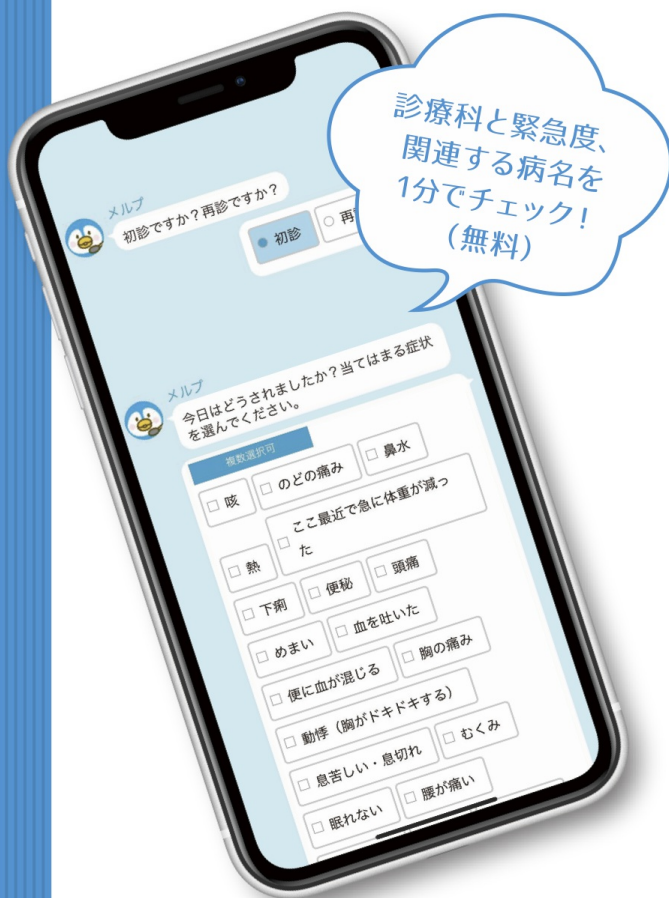 診療科と緊急度、
関連する病名を
1分でチェック！
(無料)
メルプ
初診ですか？再診ですか？
初診
再
メルプ
今日はどうされましたか？当てはまる症状
を選んでください。
複数選択可
咳 のどの痛み 鼻水
熱 ここ最近で急に体重が減っ
た
下痢 便秘 頭痛
めまい 血を吐いた
便に血が混じる 胸の痛み
動悸（胸がドキドキする）
息苦しい・息切れ むくみ
眠れない 腰が痛い